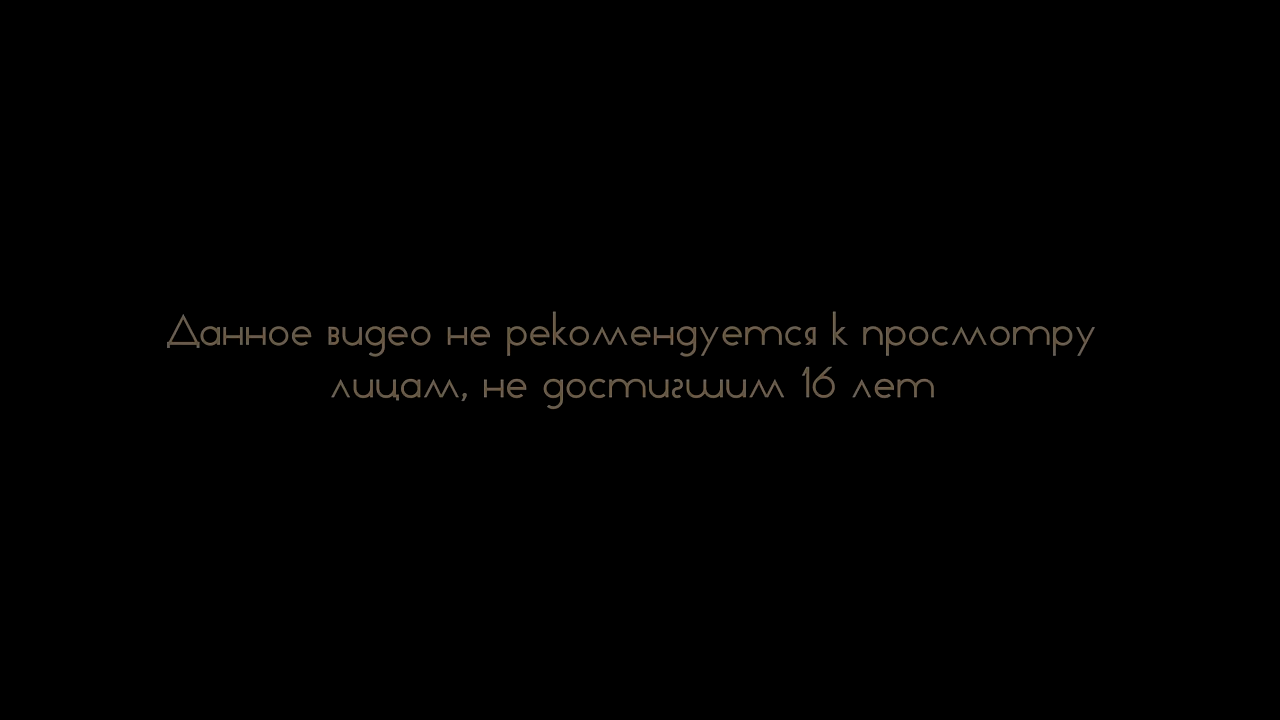 Данное видео не рекомендуется к просмотру
лицам, не достигшим 16 лет